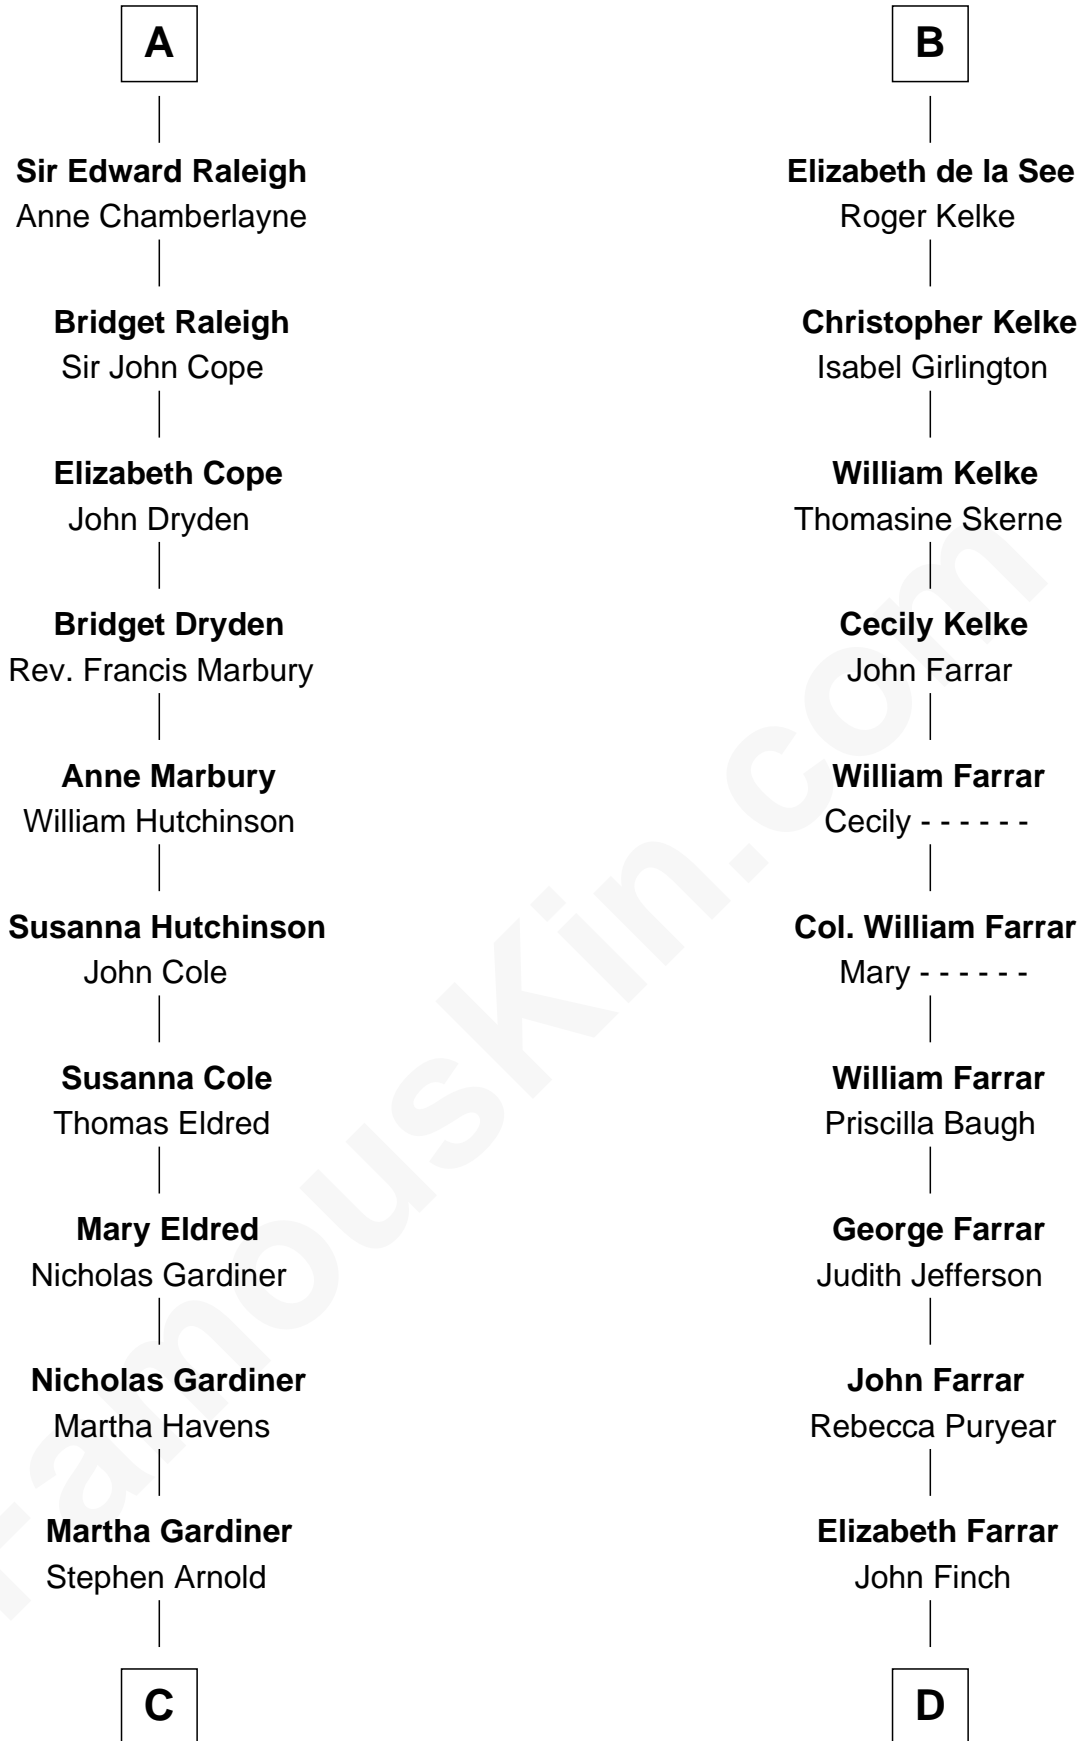 A
Sir Edward Raleigh
Anne Chamberlayne
Bridget Raleigh
Sir John Cope
Elizabeth Cope
John Dryden
Bridget Dryden
Rev. Francis Marbury
Anne Marbury
William Hutchinson
Susanna Hutchinson
John Cole
Susanna Cole
Thomas Eldred
Mary Eldred
Nicholas Gardiner
Nicholas Gardiner
Martha Havens
Martha Gardiner
Stephen Arnold
C
B
Elizabeth de la See
Roger Kelke
Christopher Kelke
Isabel Girlington
William Kelke
Thomasine Skerne
Cecily Kelke
John Farrar
William Farrar
Cecily - - - - - -
Col. William Farrar
Mary - - - - - -
William Farrar
Priscilla Baugh
George Farrar
Judith Jefferson
John Farrar
Rebecca Puryear
Elizabeth Farrar
John Finch
D
FamousKin.com